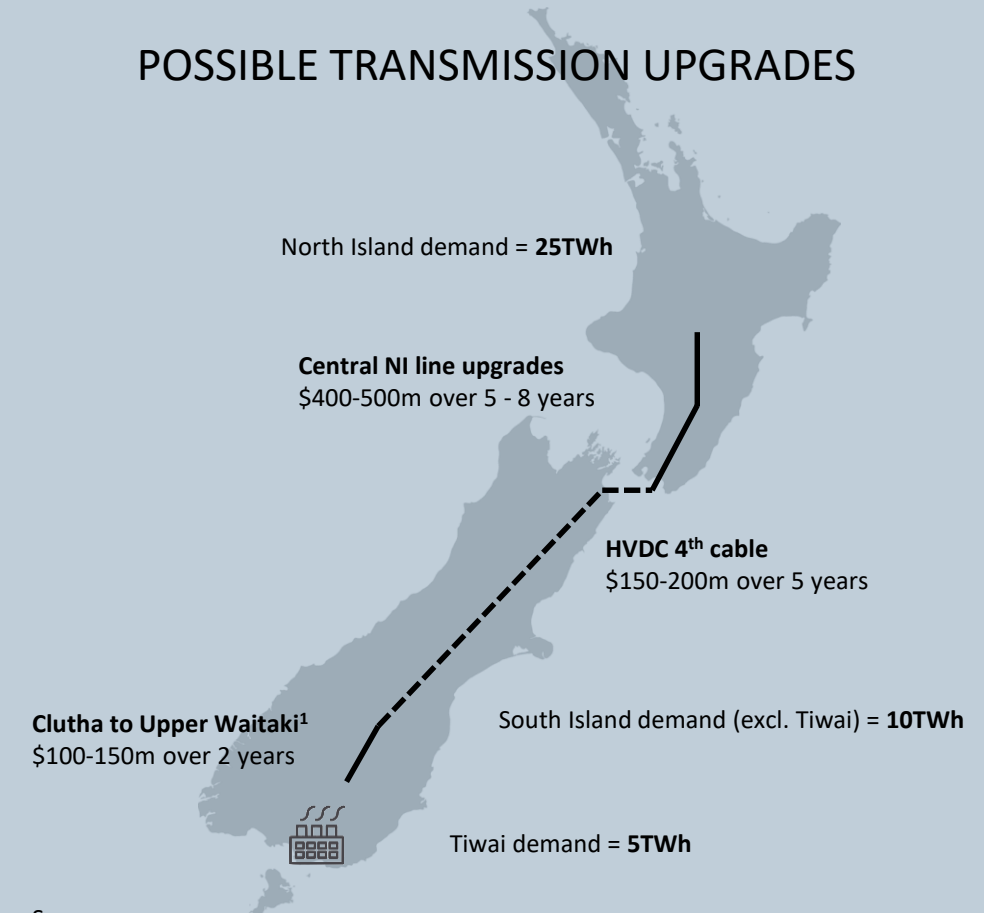 POSSIBLE TRANSMISSION UPGRADES
North Island demand = 25TWh
Central NI line upgrades
$400-500m over 5 - 8 years
HVDC 4th cable
$150-200m over 5 years
Clutha to Upper Waitaki1
$100-150m over 2 years
South Island demand (excl. Tiwai) = 10TWh
Tiwai demand = 5TWh